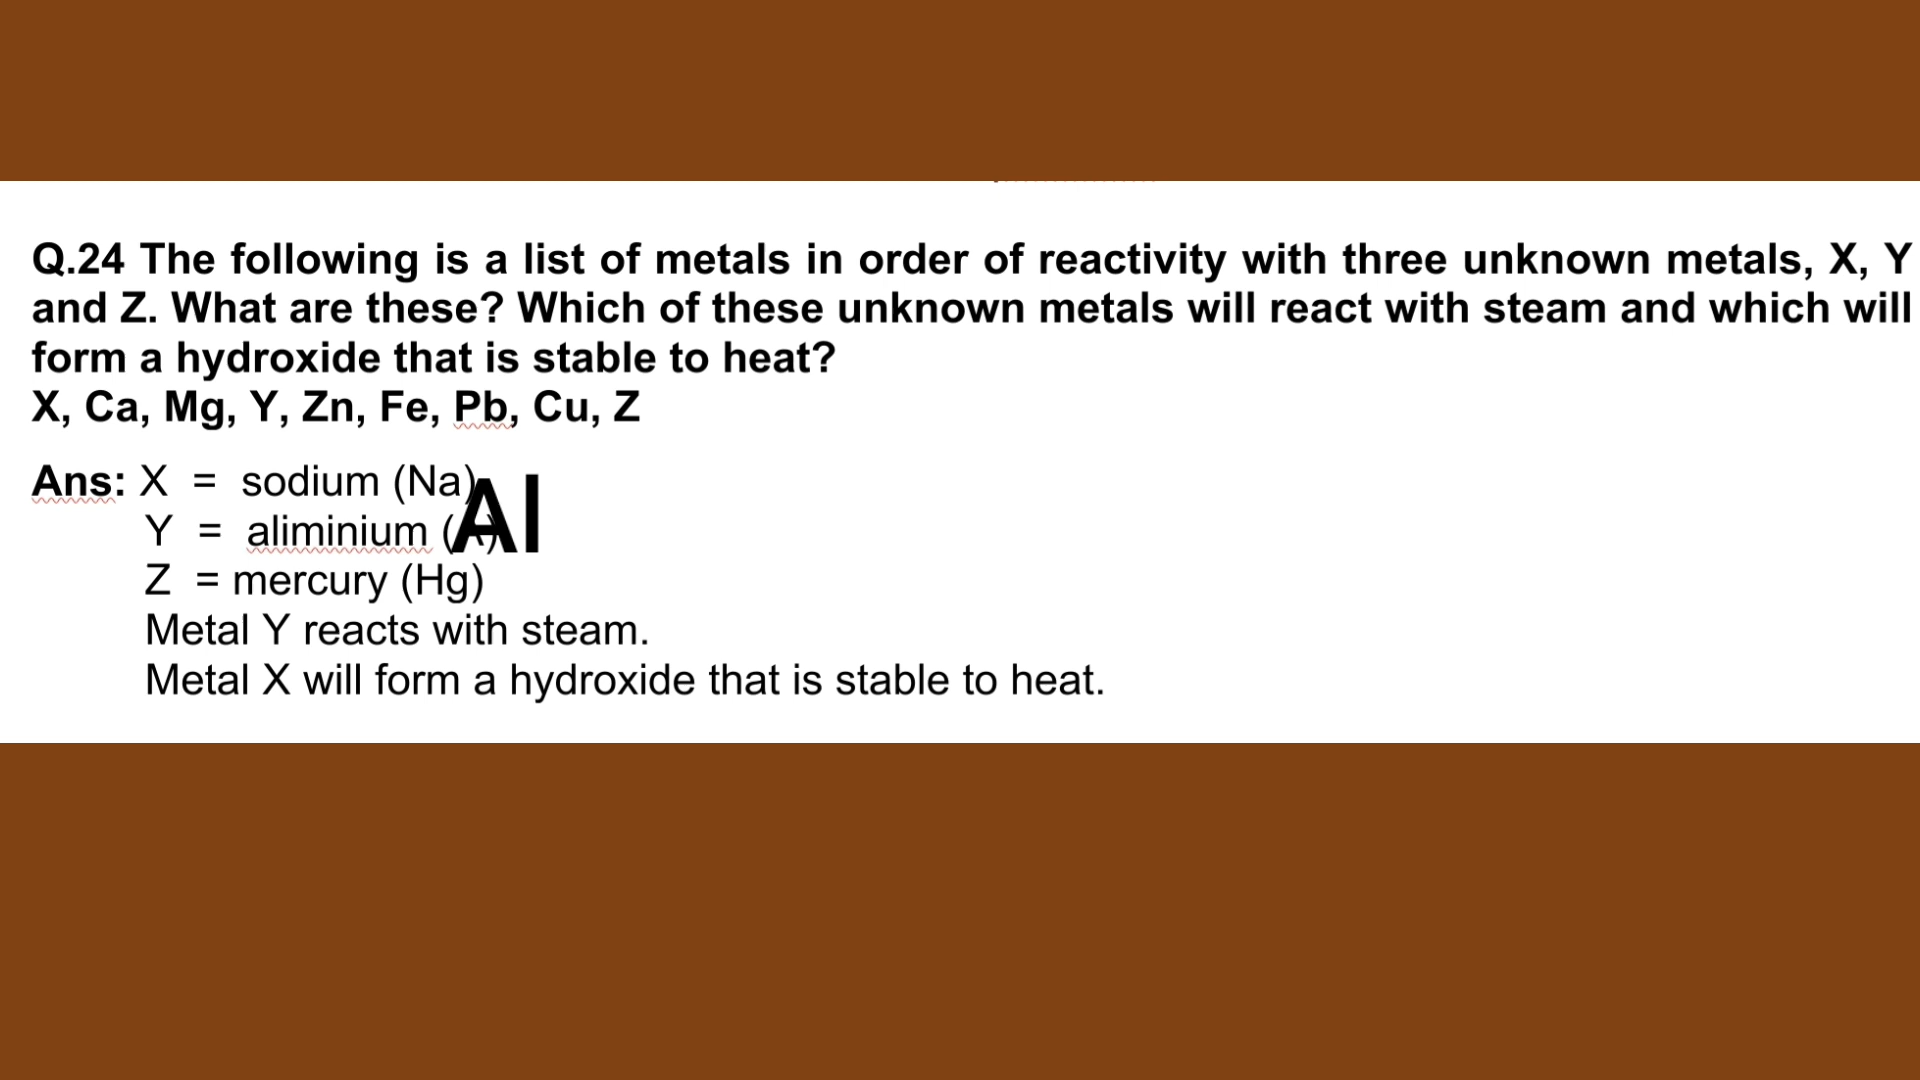 Q.24 The following is a list of metals in order of reactivity with three unknown metals, X, Y
and Z. What are these? Which of these unknown metals will react with steam and which will
form a hydroxide that is stable to heat?
X, Ca, Mg, Y, Zn, Fe, Pb, Cu, Z
Ans: X = sodium (Na)
Y = aliminium (Al)
Z = mercury (Hg)
Metal Y reacts with steam.
Metal X will form a hydroxide that is stable to heat.